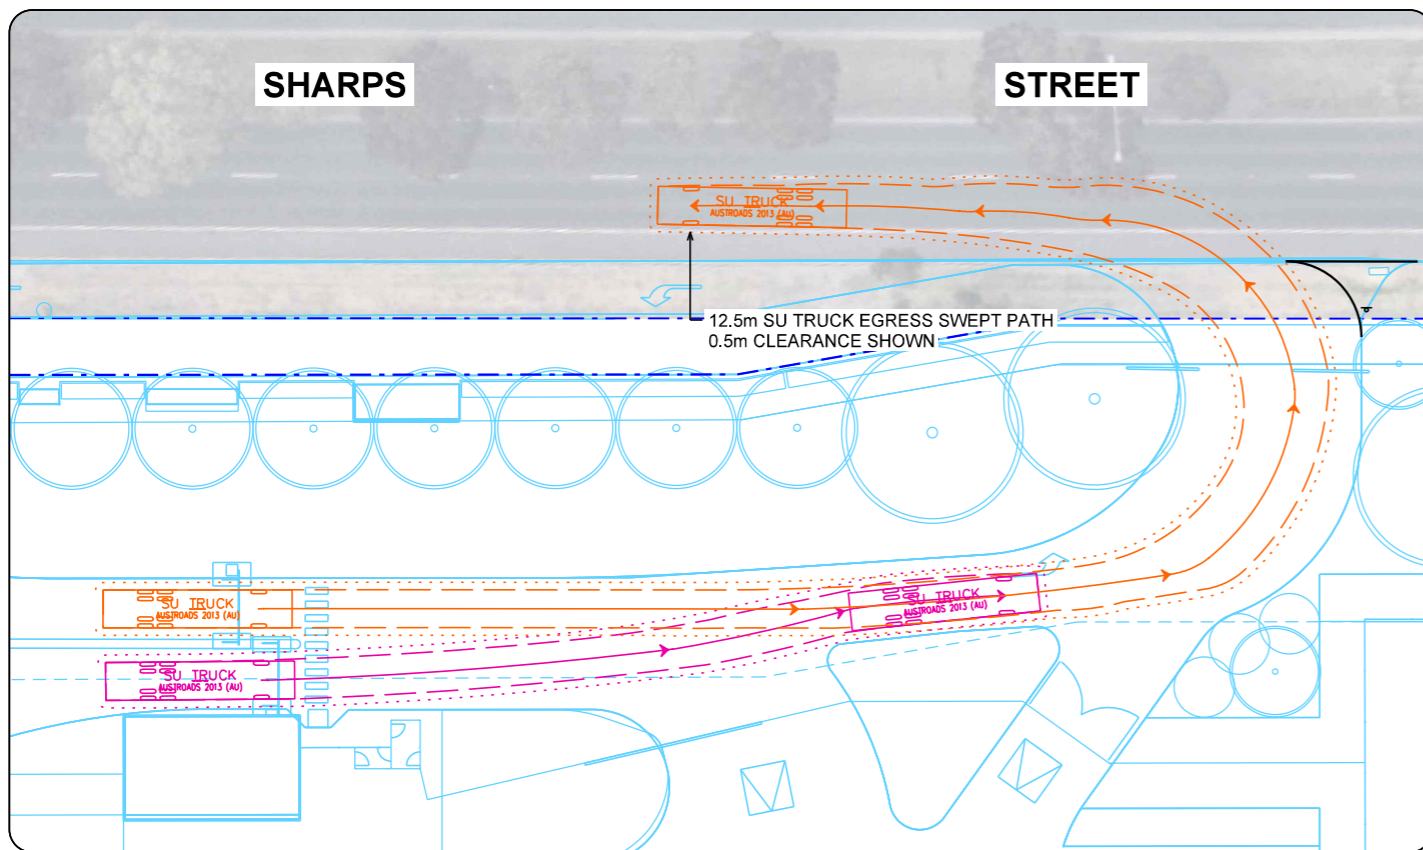 SHARPS STREET
SU TRUCK
AUSTROADS 2013 (AU)
12.5m SU TRUCK EGRESS SWEPT PATH
0.5m CLEARANCE SHOWN
SU TRUCK
AUSTROADS 2013 (AU)
SU TRUCK
AUSTROADS 2013 (AU)
SU TRUCK
AUSTROADS 2013 (AU)